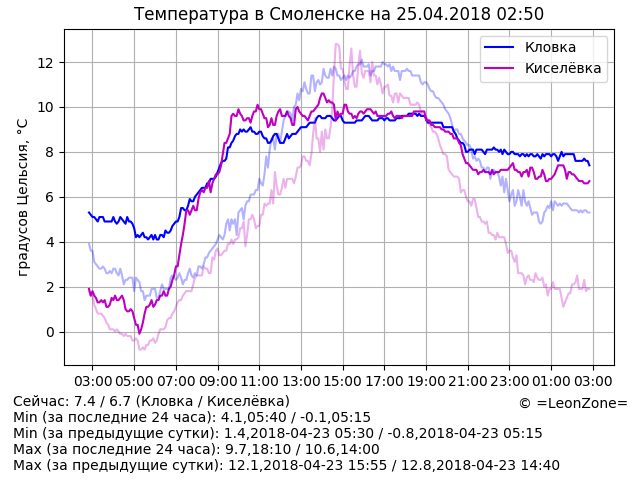 Температура в Смоленске на 25.04.2018 02:50
Кловка
Киселёвка
градусов Цельсия, °C
12
10
8
6
4
2
0
03:00 05:00 07:00 09:00 11:00 13:00 15:00 17:00 19:00 21:00 23:00 01:00 03:00
Сейчас: 7.4 / 6.7 (Кловка / Киселёвка)
© =LeonZone=
Min (за последние 24 часа): 4.1,05:40 / -0.1,05:15
Min (за предыдущие сутки): 1.4,2018-04-23 05:30 / -0.8,2018-04-23 05:15
Max (за последние 24 часа): 9.7,18:10 / 10.6,14:00
Max (за предыдущие сутки): 12.1,2018-04-23 15:55 / 12.8,2018-04-23 14:40